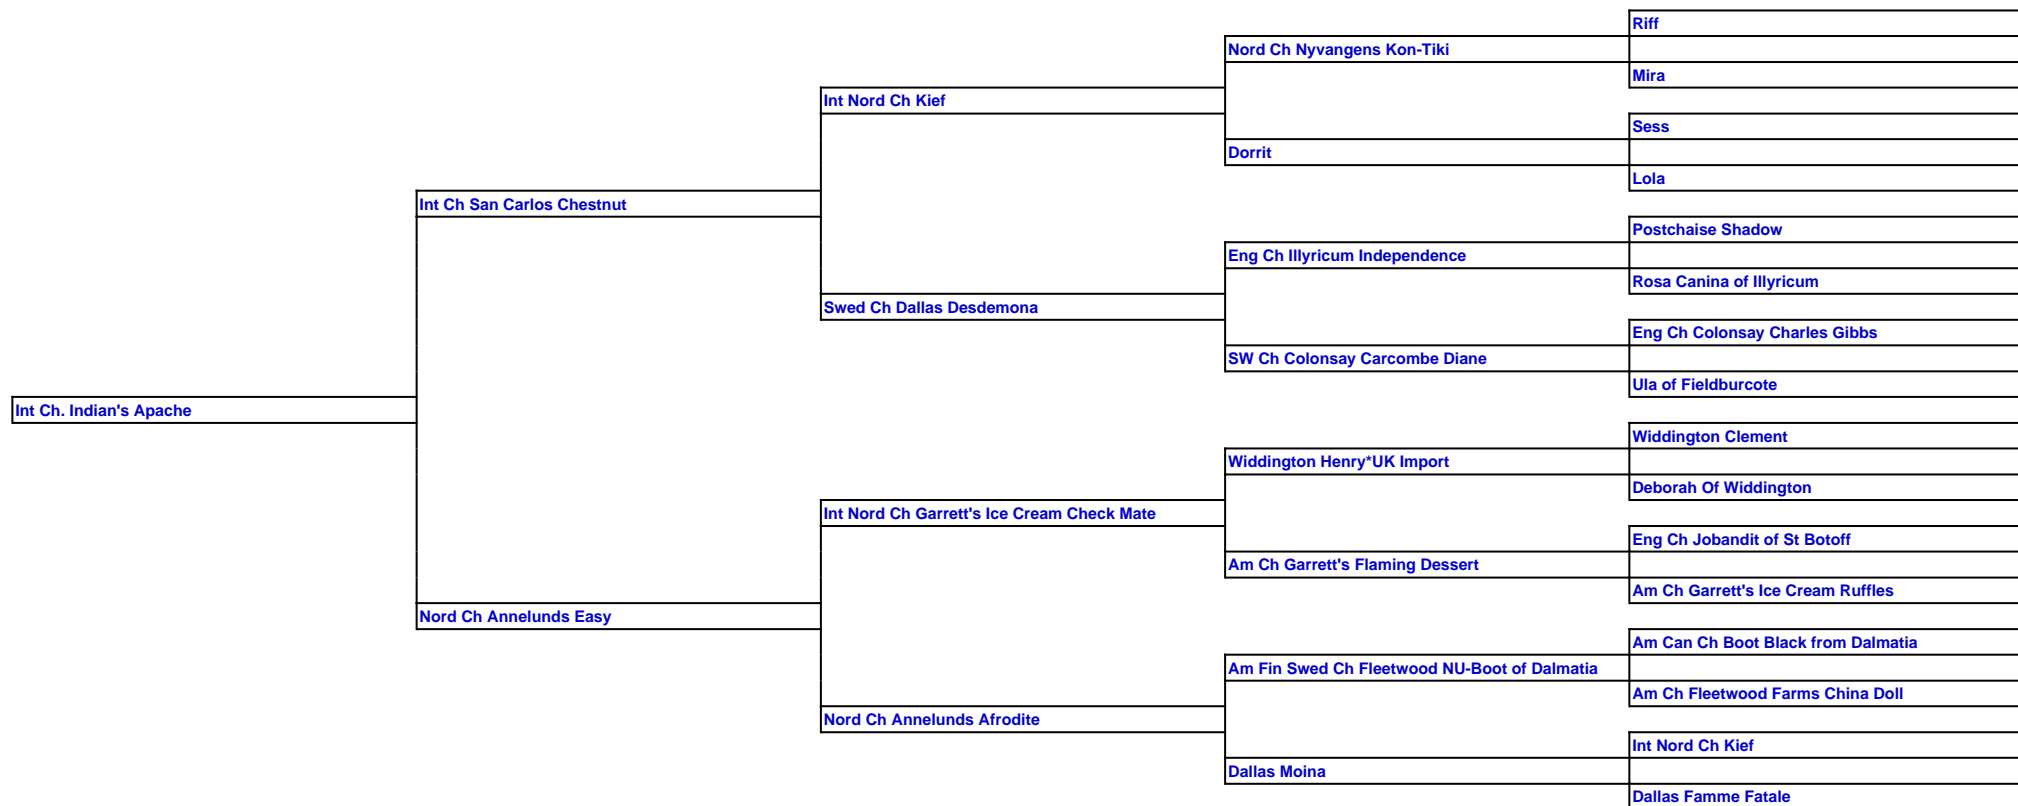 Riff
Nord Ch Nyvangens Kon-Tiki
Mira
Int Nord Ch Kief
Sess
Dorrit
Lola
Int Ch San Carlos Chestnut
Postchaise Shadow
Eng Ch Illyricum Independence
Rosa Canina of Illyricum
Swed Ch Dallas Desdemona
Eng Ch Colonsay Charles Gibbs
SW Ch Colonsay Carcombe Diane
Ula of Fieldburcote
Int Ch. Indian's Apache
Widdington Clement
Widdington Henry*UK Import
Deborah Of Widdington
Int Nord Ch Garrett's Ice Cream Check Mate
Eng Ch Jobandit of St Botoff
Am Ch Garrett's Flaming Dessert
Am Ch Garrett's Ice Cream Ruffles
Nord Ch Annelunds Easy
Am Can Ch Boot Black from Dalmatia
Am Fin Swed Ch Fleetwood NU-Boot of Dalmatia
Am Ch Fleetwood Farms China Doll
Nord Ch Annelunds Afrodite
Int Nord Ch Kief
Dallas Moina
Dallas Famme Fatale